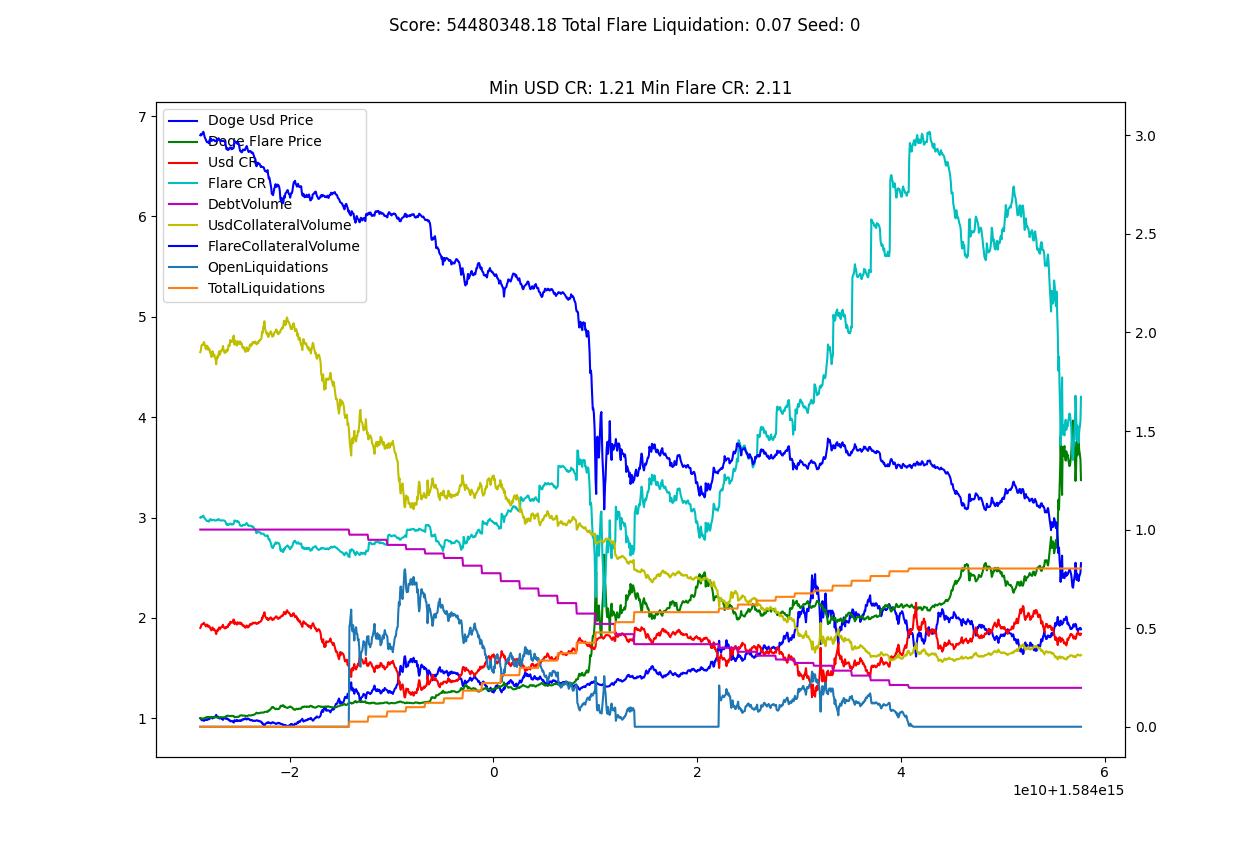 Score: 54480348.18 Total Flare Liquidation: 0.07 Seed: 0
Min USD CR: 1.21 Min Flare CR: 2.11
Doge Usd Price
Doge Flare Price
Usd CR
Flare CR
DebtVolume
UsdCollateralVolume
FlareCollateralVolume
OpenLiquidations
TotalLiquidations
7
6
5
4
3
2
1
3.0
2.5
2.0
1.5
1.0
0.5
0.0
−2
0
2
4
6
1e10+1.584e15